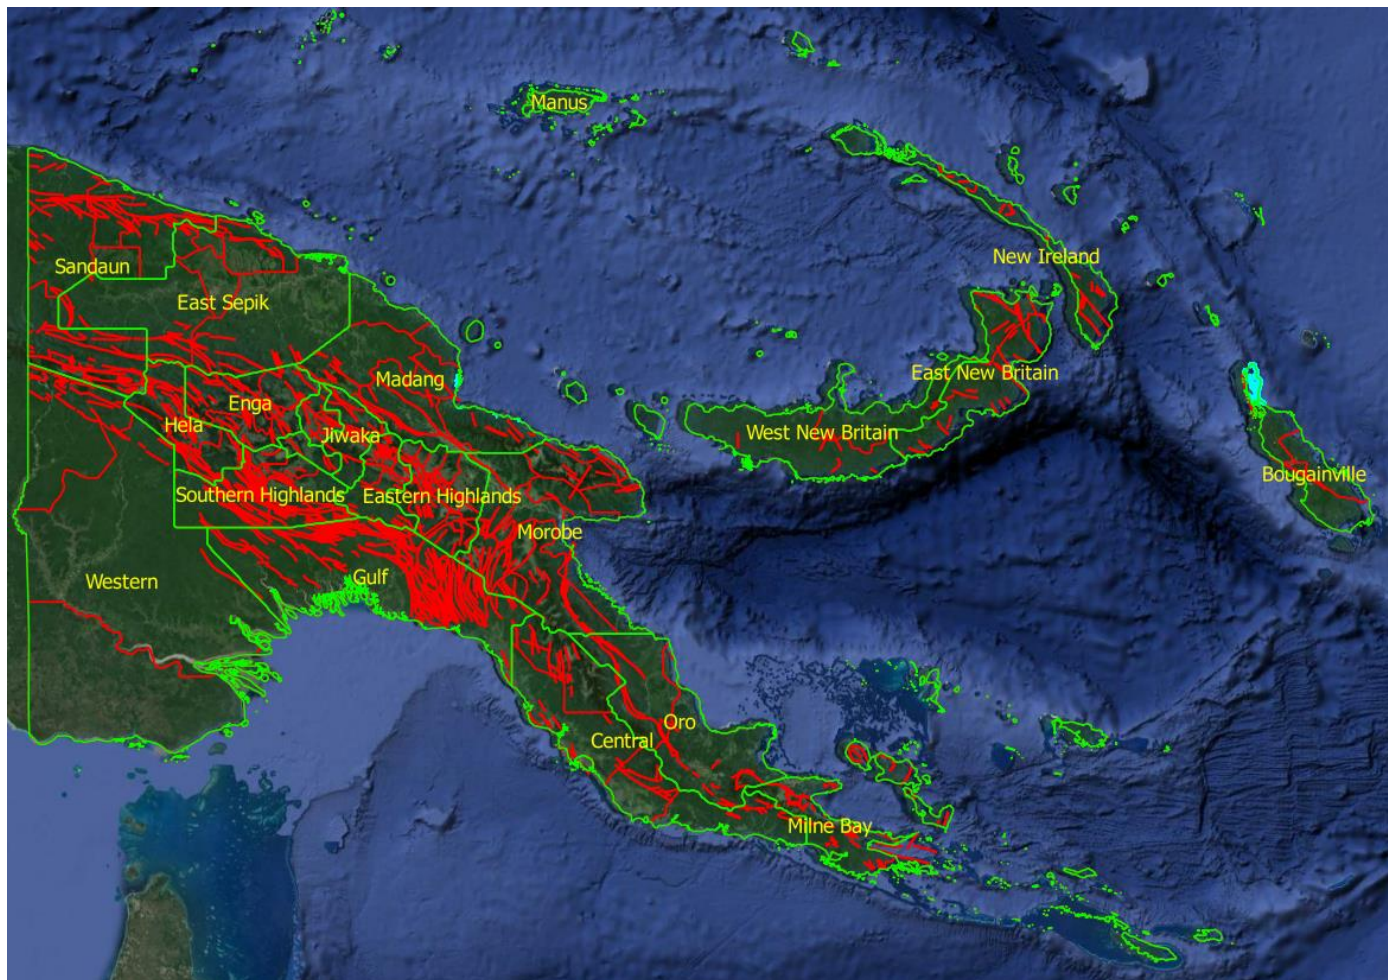 Manus
New Ireland
Sandaun
East Sepik
East New Britain
Madang
Enga
Hela
Jiwaka
West New Britain
Bougainville
Southern Highlands
Eastern Highlands
Morobe
Western
Gulf
Oro
Central
Milne Bay